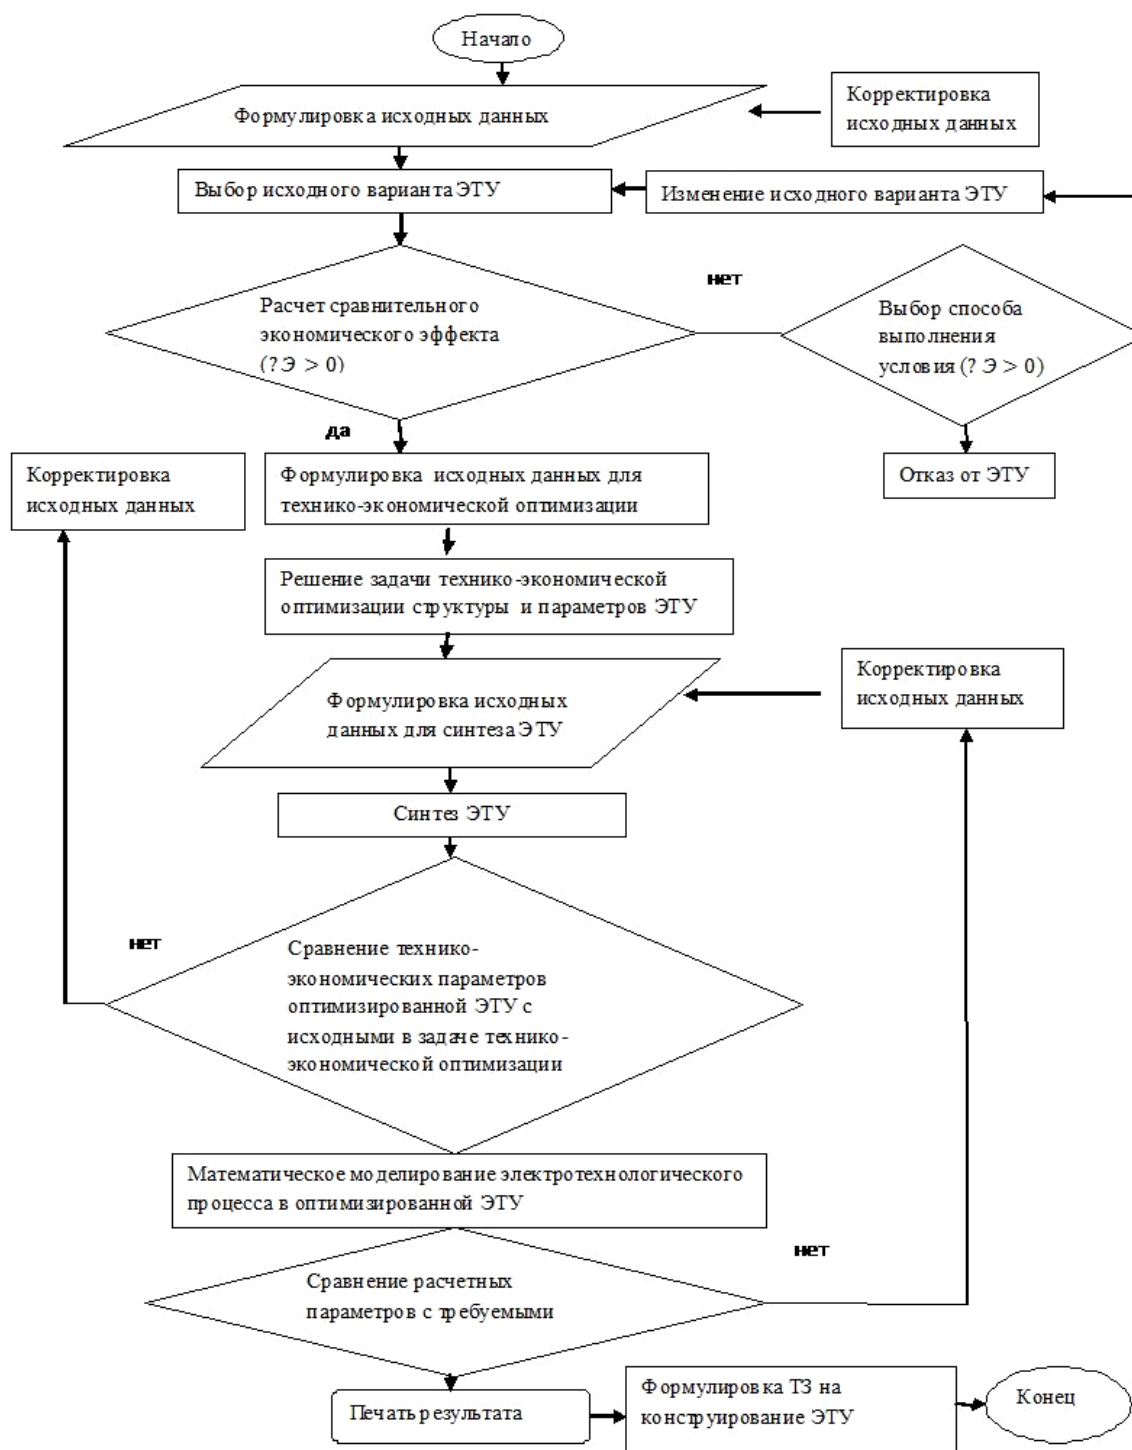 Начало
Формулировка исходных данных
Корректировка
исходных данных
Выбор исходного варианта ЭТУ
Изменение исходного варианта ЭТУ
нет
Расчет сравнительного
экономического эффекта
(? Э > 0)
Выбор способа
выполнения
условия (? Э > 0)
да
Корректировка
исходных данных
Формулировка исходных данных для
технико-экономической оптимизации
Отказ от ЭТУ
Решение задачи технико-экономической
оптимизации структуры и параметров ЭТУ
Формулировка исходных
данных для синтеза ЭТУ
Корректировка
исходных данных
Синтез ЭТУ
нет
Сравнение технико-
экономических параметров
оптимизированной ЭТУ с
исходными в задаче технико-
экономической оптимизации
Математическое моделирование электротехнологического
процесса в оптимизированной ЭТУ
нет
Сравнение расчетных
параметров с требуемыми
Печать результата
Формулировка ТЗ на
конструирование ЭТУ
Конец